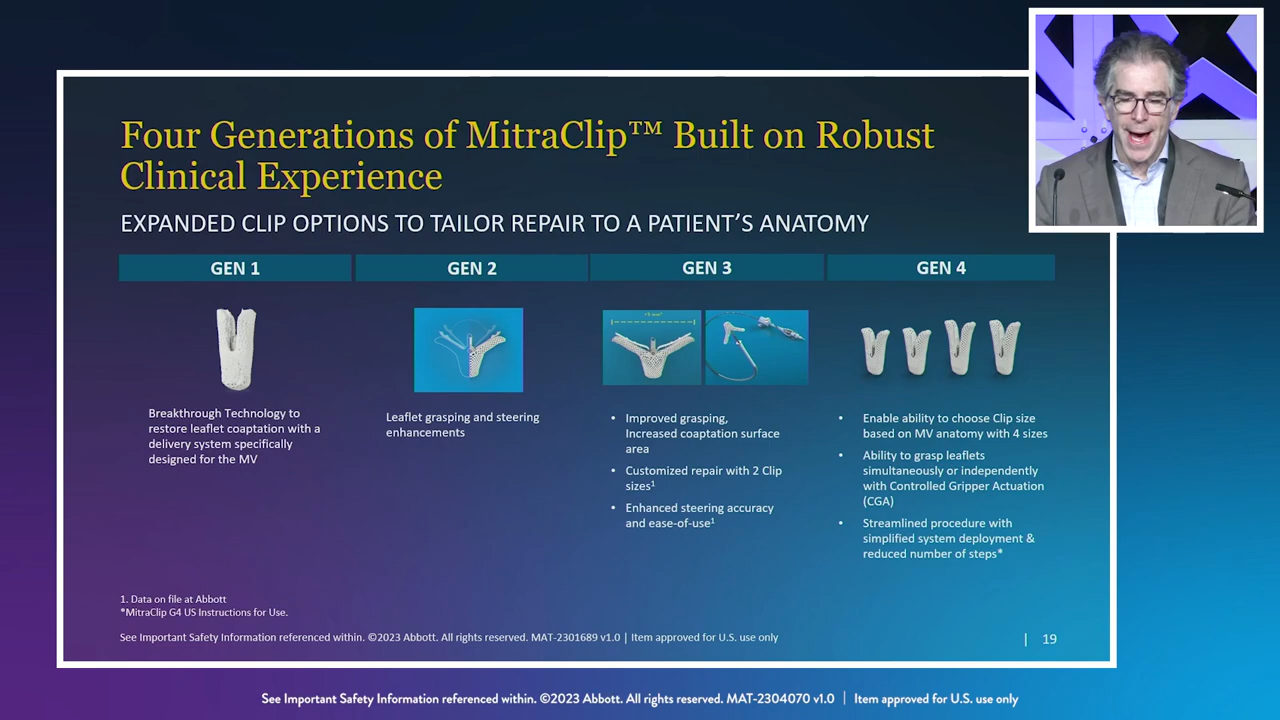 Four Generations of MitraClip™ Built on Robust
Clinical Experience
EXPANDED CLIP OPTIONS TO TAILOR REPAIR TO A PATIENT'S ANATOMY
GEN 1
Breakthrough Technology to
restore leaflet coaptation with a
delivery system specifically
designed for the MV
GEN 2
Leaflet grasping and steering
enhancements
GEN 3
• Improved grasping,
Increased coaptation surface
area
• Customized repair with 2 Clip
sizes¹
• Enhanced steering accuracy
and ease-of-use¹
GEN 4
• Enable ability to choose Clip size
based on MV anatomy with 4 sizes
• Ability to grasp leaflets
simultaneously or independently
with Controlled Gripper Actuation
(CGA)
• Streamlined procedure with
simplified system deployment &
reduced number of steps*
1. Data on file at Abbott
*MitraClip G4 US Instructions for Use.
See Important Safety Information referenced within. ©2023 Abbott. All rights reserved. MAT-2301689 v1.0 | Item approved for U.S. use only
| 19
See Important Safety Information referenced within. ©2023 Abbott. All rights reserved. MAT-2304070 v1.0 | Item approved for U.S. use only